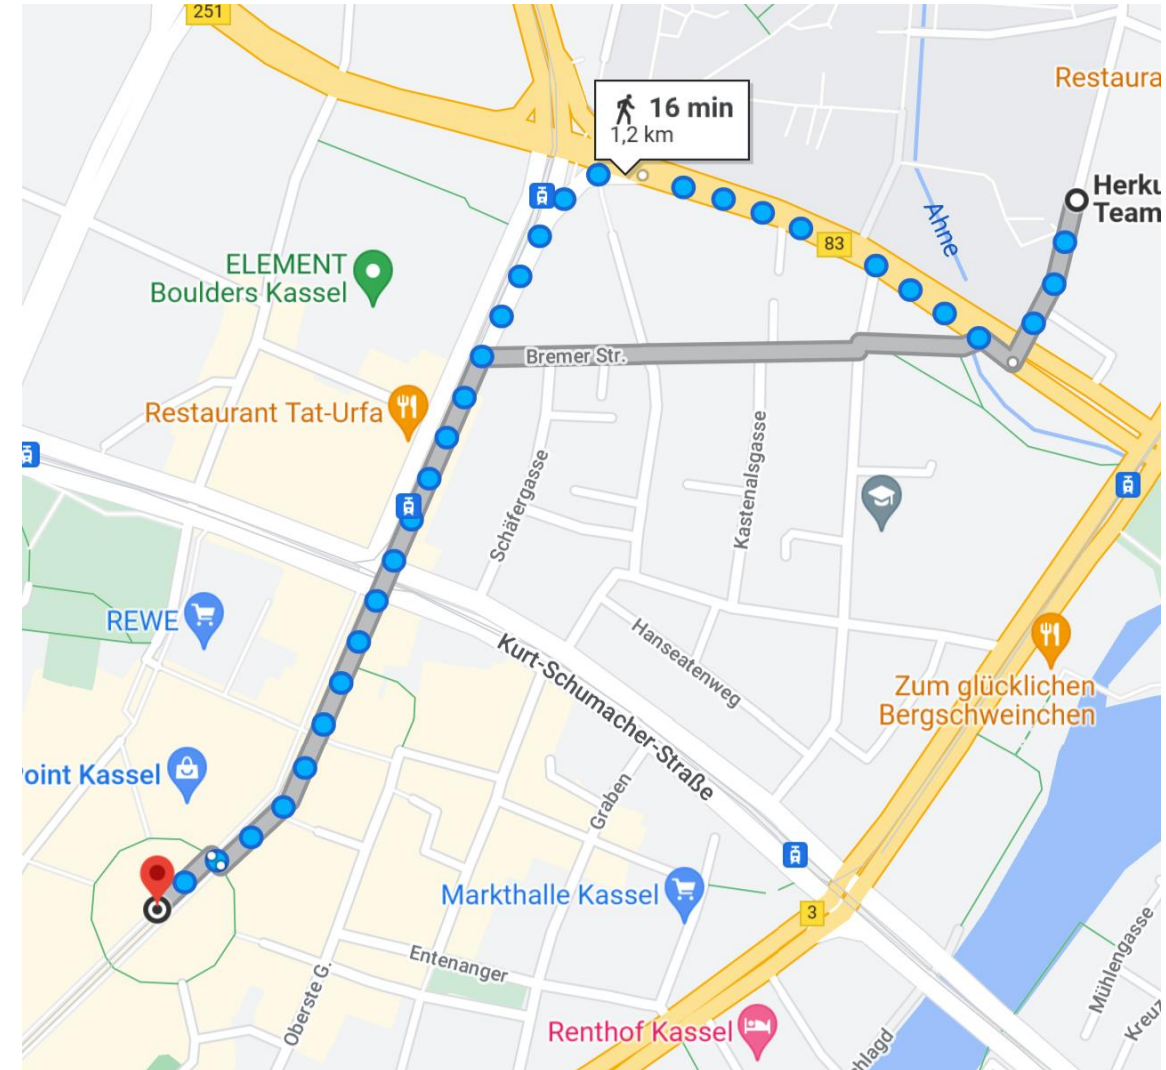 251
16 min
1,2 km
Restaura
Herku
Team
Ahne
83
ELEMENT
Boulders Kassel
Bremer Str.
Restaurant Tat-Urfa
Schäfergasse
Kastenalsgasse
REWE
Hanseatenweg
Kurt-Schumacher-Straße
Zum glücklichen
Bergschweinchen
oint Kassel
Graben
Markthalle Kassel
3
Entenanger
Oberste G.
Mühlengasse
Kreuz
Renthof Kassel
hlagd